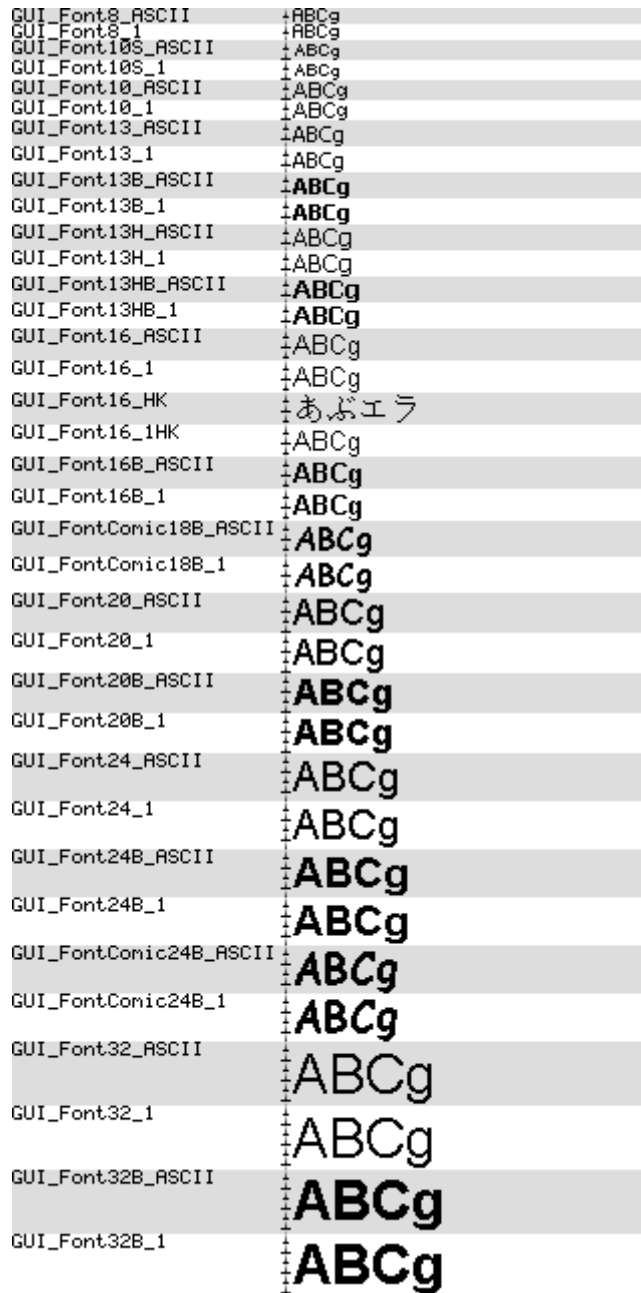 GUI_Font8_ASCII ABCg
GUI_Font8_1 ABCg
GUI_Font10S_ASCII ABCg
GUI_Font10S_1 ABCg
GUI_Font10_ASCII ABCg
GUI_Font10_1 ABCg
GUI_Font13_ASCII ABCg
GUI_Font13_1 ABCg
GUI_Font13B_ASCII ABCg
GUI_Font13B_1 ABCg
GUI_Font13H_ASCII ABCg
GUI_Font13H_1 ABCg
GUI_Font13HB_ASCII ABCg
GUI_Font13HB_1 ABCg
GUI_Font16_ASCII ABCg
GUI_Font16_1 ABCg
GUI_Font16_HK あぶエラ
GUI_Font16_1HK ABCg
GUI_Font16B_ASCII ABCg
GUI_Font16B_1 ABCg
GUI_FontComic18B_ASCII ABCg
GUI_FontComic18B_1 ABCg
GUI_Font20_ASCII ABCg
GUI_Font20_1 ABCg
GUI_Font20B_ASCII ABCg
GUI_Font20B_1 ABCg
GUI_Font24_ASCII ABCg
GUI_Font24_1 ABCg
GUI_Font24B_ASCII ABCg
GUI_Font24B_1 ABCg
GUI_FontComic24B_ASCII ABCg
GUI_FontComic24B_1 ABCg
GUI_Font32_ASCII ABCg
GUI_Font32_1 ABCg
GUI_Font32B_ASCII ABCg
GUI_Font32B_1 ABCg